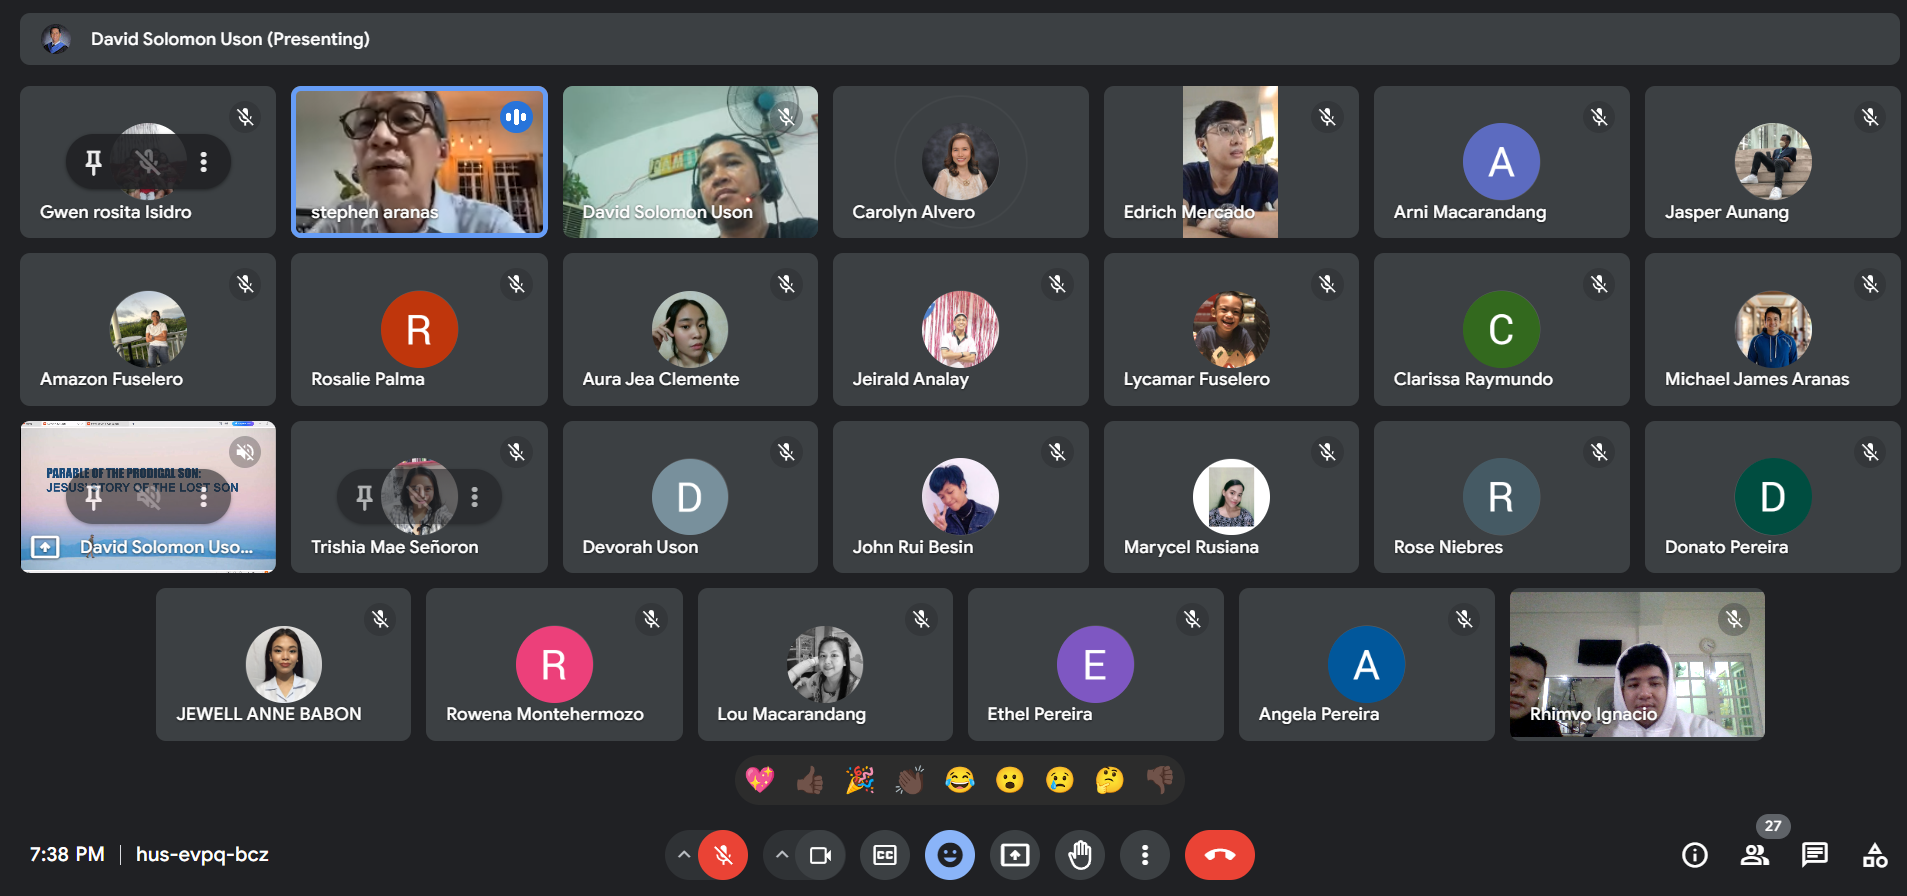 David Solomon Uson (Presenting)
Gwen rosita Isidro
stephen aranas
David Solomon Uson
Carolyn Alvero
Edrich Mercado
A
Arni Macarandang
Jasper Aunang
Amazon Fuselero
R
Rosalie Palma
Aura Jea Clemente
Jeirald Analay
Lycamar Fuselero
C
Clarissa Raymundo
Michael James Aranas
PARABLE OF THE PRODIGAL SON:
JESUS' STORY OF THE LOST SON
David Solomon Uso...
Trishia Mae Señoron
D
Devorah Uson
John Rui Besin
Marycel Rusiana
R
Rose Niebres
D
Donato Pereira
JEWELL ANNE BABON
R
Rowena Montehermozo
Lou Macarandang
E
Ethel Pereira
A
Angela Pereira
Rhimvo Ignacio
7:38 PM | hus-evpq-bcz
CC
27